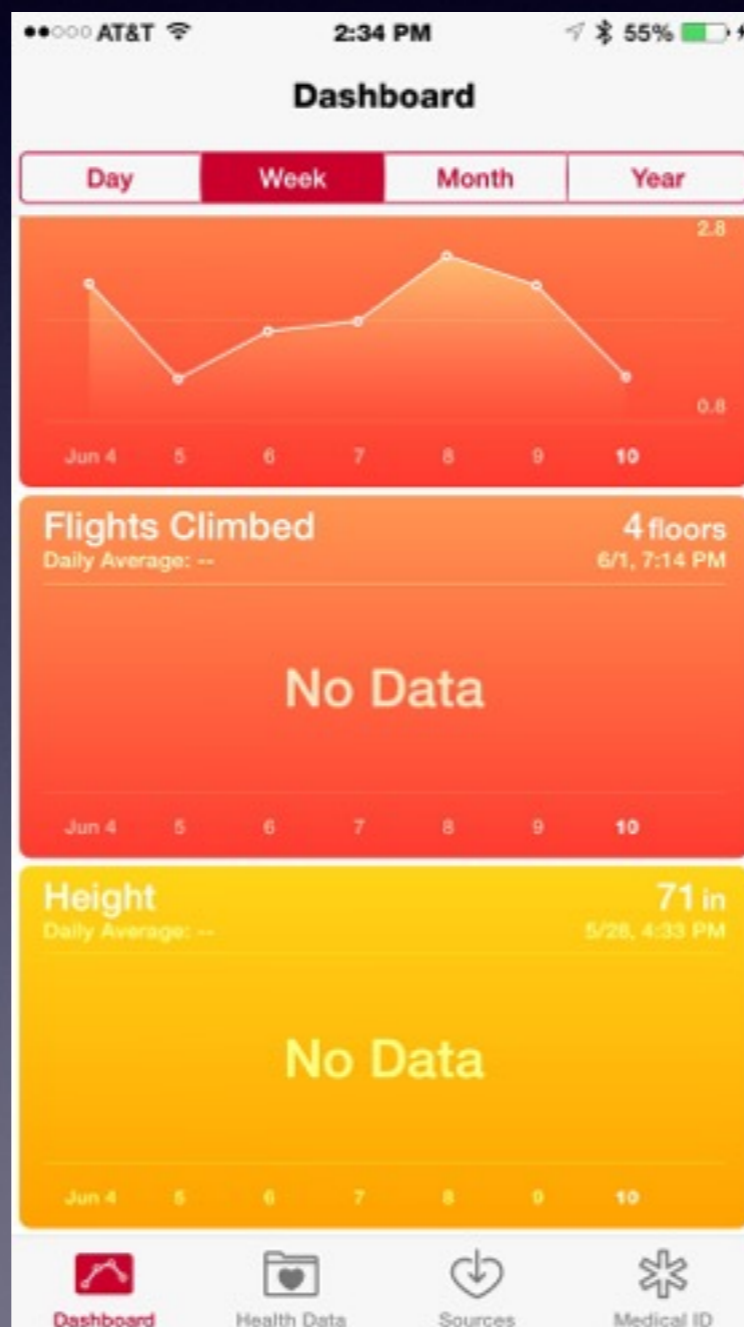 AT&T 2:34 PM 55%
Dashboard
Day Week Month Year
2.8
0.8
Jun 4 5 6 7 8 9 10
Flights Climbed 4 floors
Daily Average: -- 6/1, 7:14 PM
No Data
Jun 4 5 6 7 8 9 10
Height 71 in
Daily Average: -- 5/28, 4:33 PM
No Data
Jun 4 5 6 7 8 9 10
Dashboard Health Data Sources Medical ID